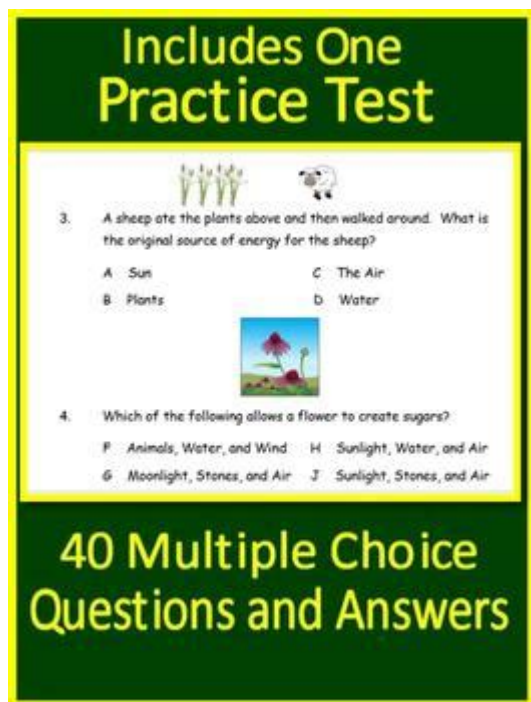 Includes One
Practice Test
3. A sheep ate the plants above and then walked around. What is
the original source of energy for the sheep?
A Sun C The Air
B Plants D Water
4. Which of the following allows a flower to create sugars?
F Animals, Water, and Wind H Sunlight, Water, and Air
G Moonlight, Stones, and Air J Sunlight, Stones, and Air
40 Multiple Choice
Questions and Answers